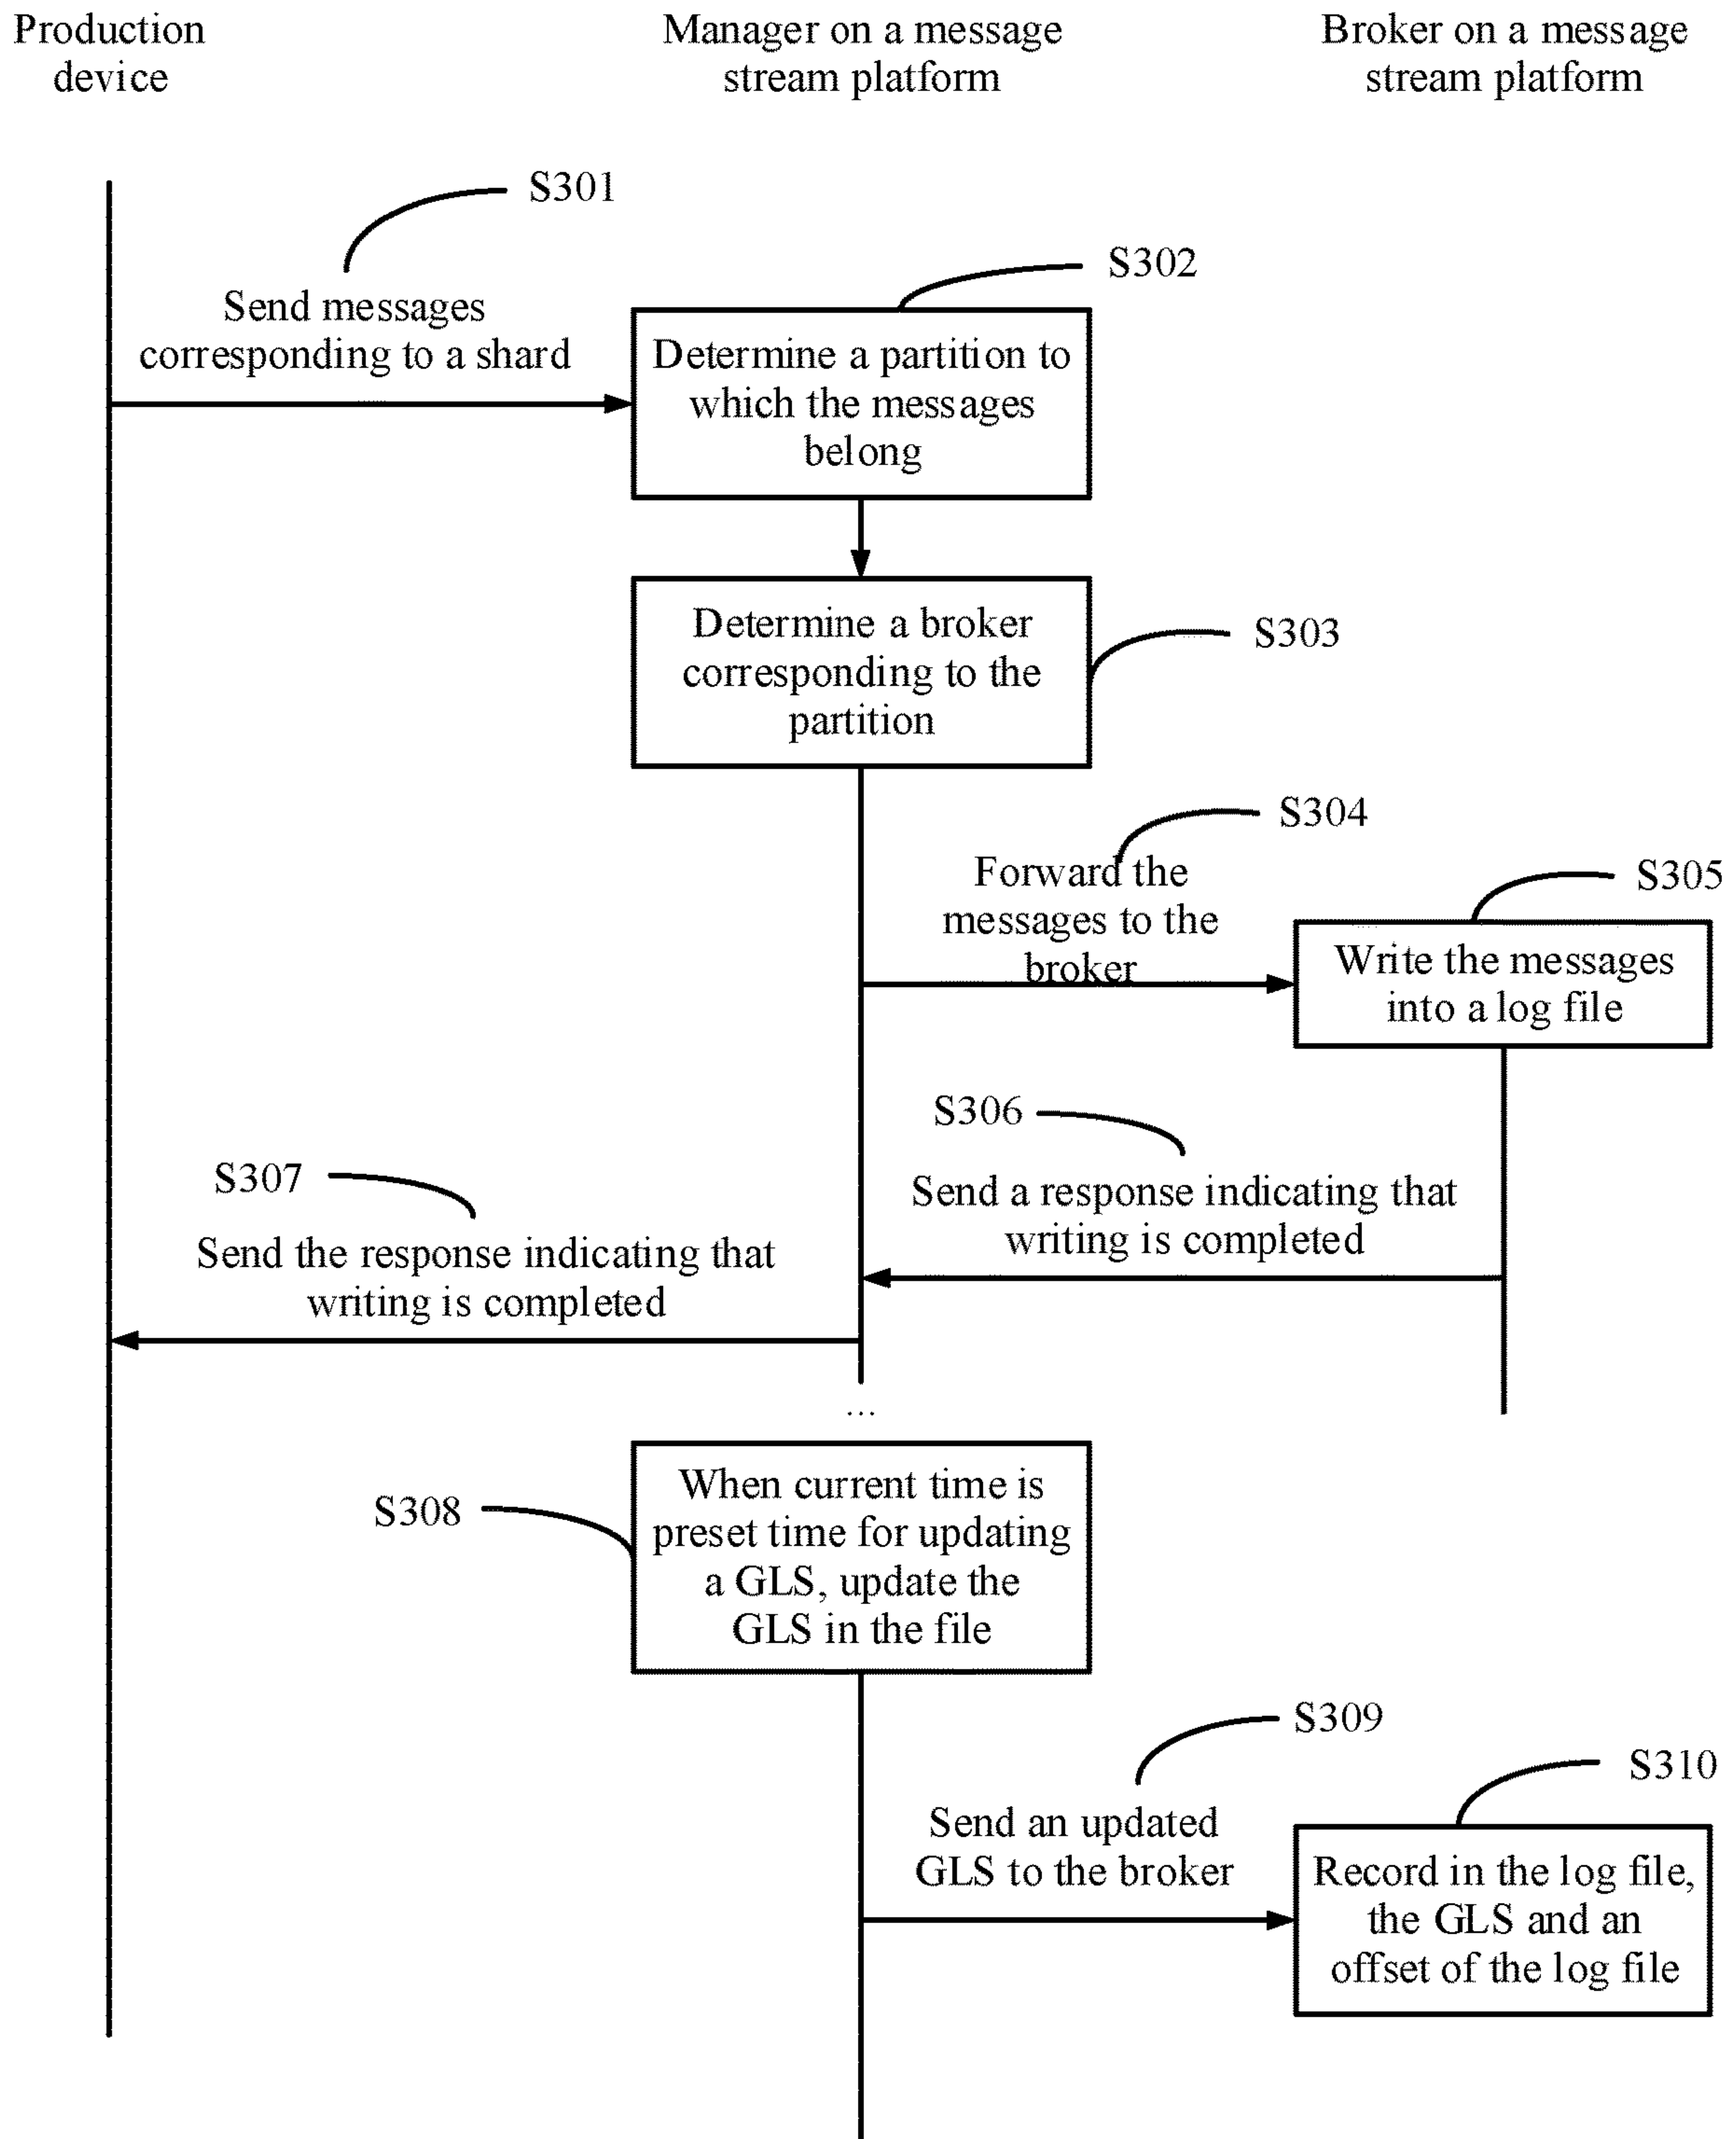 Production
device
Manager on a message
stream platform
Broker on a message
stream platform
S301
Send messages
corresponding to a shard
S302
Determine a partition to
which the messages
belong
Determine a broker
corresponding to the
partition
S303
S304
Forward the
messages to the
broker
S305
Write the messages
into a log file
S306
Send a response indicating that
writing is completed
S307
Send the response indicating that
writing is completed
...
S308
When current time is
preset time for updating
a GLS, update the
GLS in the file
S309
Send an updated
GLS to the broker
S310
Record in the log file,
the GLS and an
offset of the log file